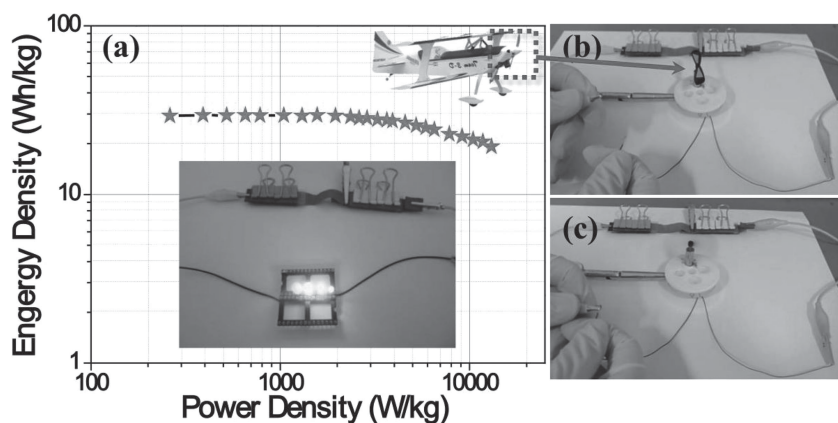 100
(a)
(b)
10
Engergy Density (Wh/kg)
1
100
1000
10000
Power Density (W/kg)
(c)